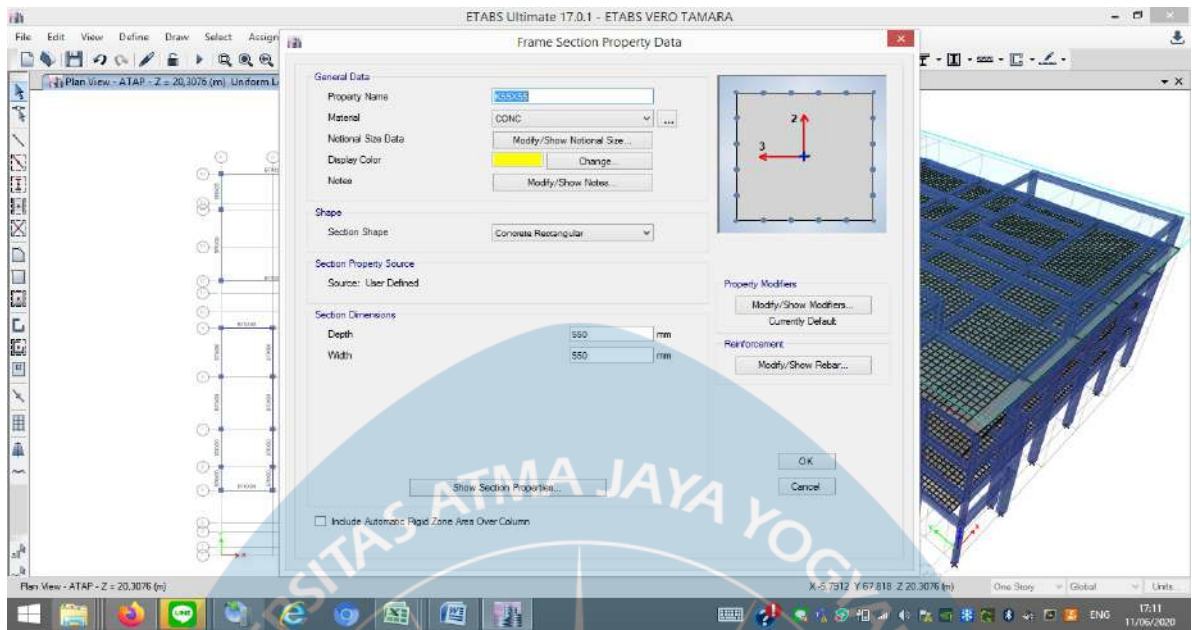 ETABS Ultimate 17.0.1 - ETABS VERO TAMARA
File Edit View Define Draw Select Assign
Frame Section Property Data
Plan View - ATAP - Z = 20,3076 (m) Uniform L
General Data
Property Name K55X55
Material CONC ...
Notional Size Data Modify/Show Notional Size...
Display Color Change...
Notes Modify/Show Notes...
2
3
Shape
Section Shape Concrete Rectangular
Section Property Source
Source: User Defined
Property Modifiers
Modify/Show Modifiers...
Currently Default
Section Dimensions
Depth 550 mm
Width 550 mm
Reinforcement
Modify/Show Rebar...
OK
Show Section Properties...
Cancel
Include Automatic Rigid Zone Area Over Column
SITAS ATMA JAYA YOG
Plan View - ATAP - Z = 20,3076 (m)
X -6,7912 Y 67,818 Z 20,3076 (m)
One Story Global Units...
ENG 17:11
11/06/2020